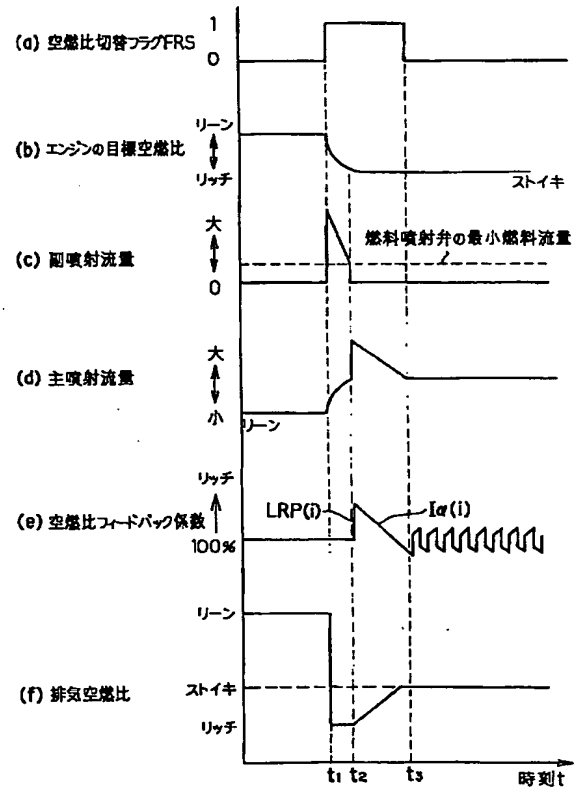 (a) 空燃比切替フラグFRS
1
0
(b) エンジンの目標空燃比
リーン
リッチ
ストイキ
(c) 副噴射流量
大
0
燃料噴射弁の最小燃料流量
(d) 主噴射流量
大
小
リーン
(e) 空燃比フィードバック係数
リッチ
100%
LRP(i)
Iα(i)
(f) 排気空燃比
リーン
ストイキ
リッチ
t1 t2 t3
時刻t